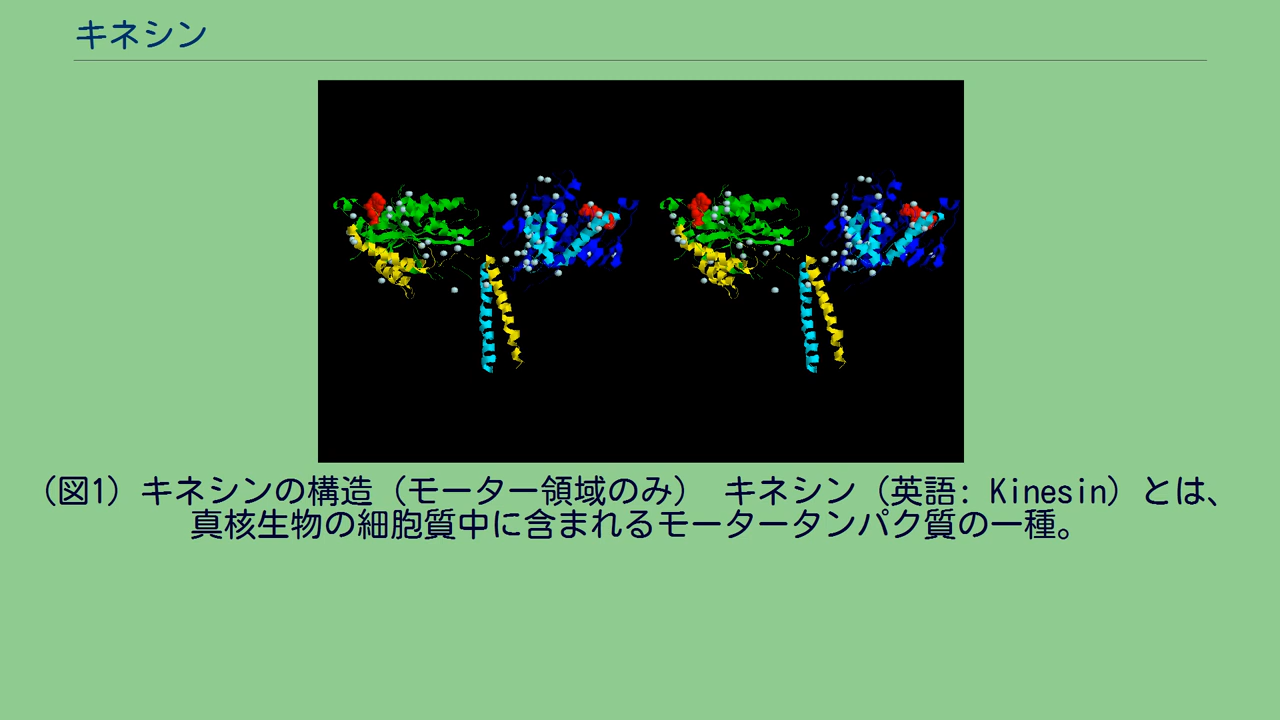 キネシン
（図1）キネシンの構造（モーター領域のみ） キネシン（英語: Kinesin）とは、
真核生物の細胞質中に含まれるモータータンパク質の一種。